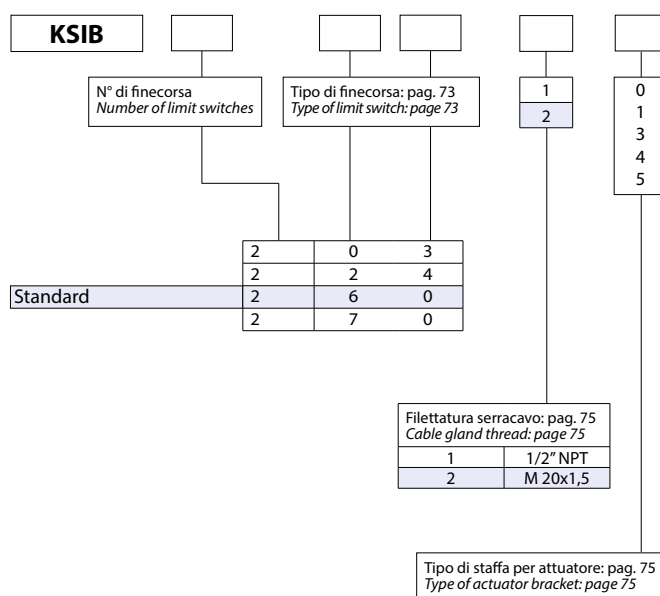 KSIB
N° di finecorsa
Number of limit switches
Tipo di finecorsa: pag. 73
Type of limit switch: page 73
1
2
0
1
3
4
5
2 0 3
2 2 4
Standard 2 6 0
2 7 0
Filettatura serracavo: pag. 75
Cable gland thread: page 75
1 1/2” NPT
2 M 20x1,5
Tipo di staffa per attuatore: pag. 75
Type of actuator bracket: page 75